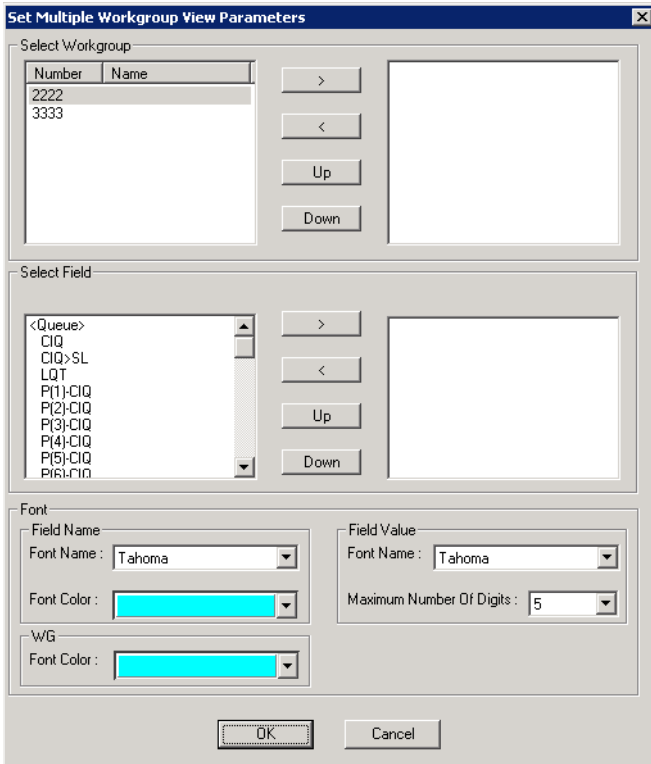 Set Multiple Workgroup View Parameters
Select Workgroup
Number Name
2222
3333
>
<
Up
Down
Select Field
<Queue>
CIQ
CIQ>SL
LQT
P(1)-CIQ
P(2)-CIQ
P(3)-CIQ
P(4)-CIQ
P(5)-CIQ
P(6)-CIQ
>
<
Up
Down
Font
Field Name
Font Name : Tahoma
Font Color :
Field Value
Font Name : Tahoma
Maximum Number Of Digits : 5
WG
Font Color :
OK Cancel